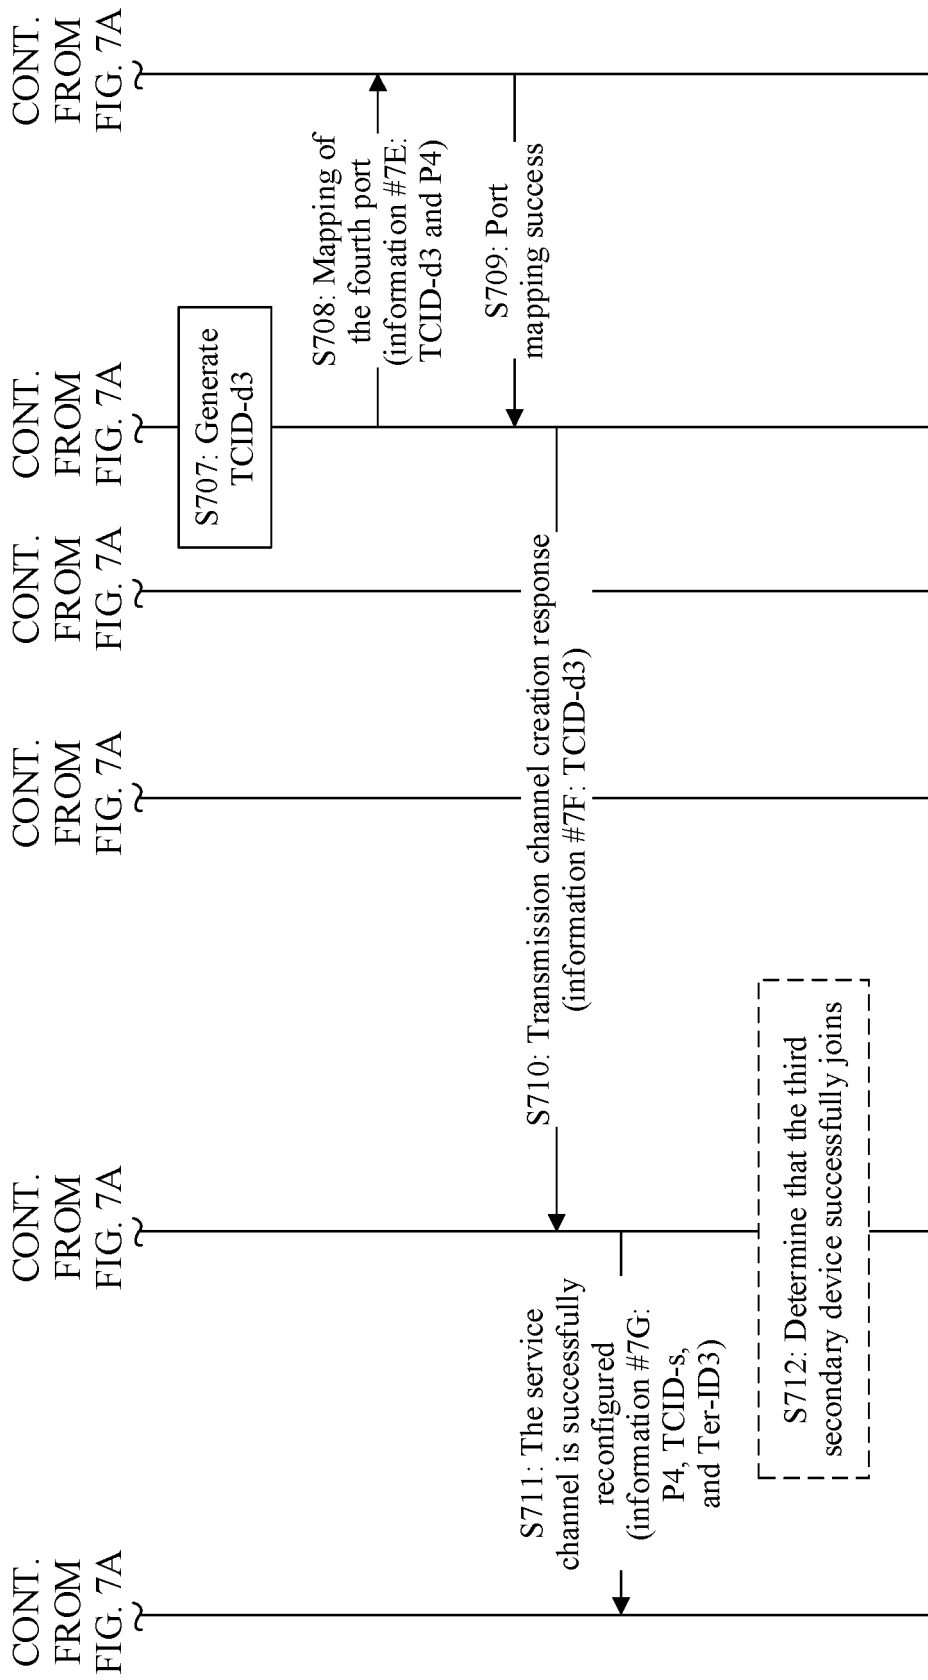 CONT.
FROM
FIG. 7A
CONT.
FROM
FIG. 7A
CONT.
FROM
FIG. 7A
CONT.
FROM
FIG. 7A
CONT.
FROM
FIG. 7A
CONT.
FROM
FIG. 7A
S707: Generate
TCID-d3
S708: Mapping of
the fourth port
(information #7E:
TCID-d3 and P4)
S709: Port
mapping success
S710: Transmission channel creation response
(information #7F: TCID-d3)
S711: The service
channel is successfully
reconfigured
(information #7G:
P4, TCID-s,
and Ter-ID3)
S712: Determine that the third
secondary device successfully joins